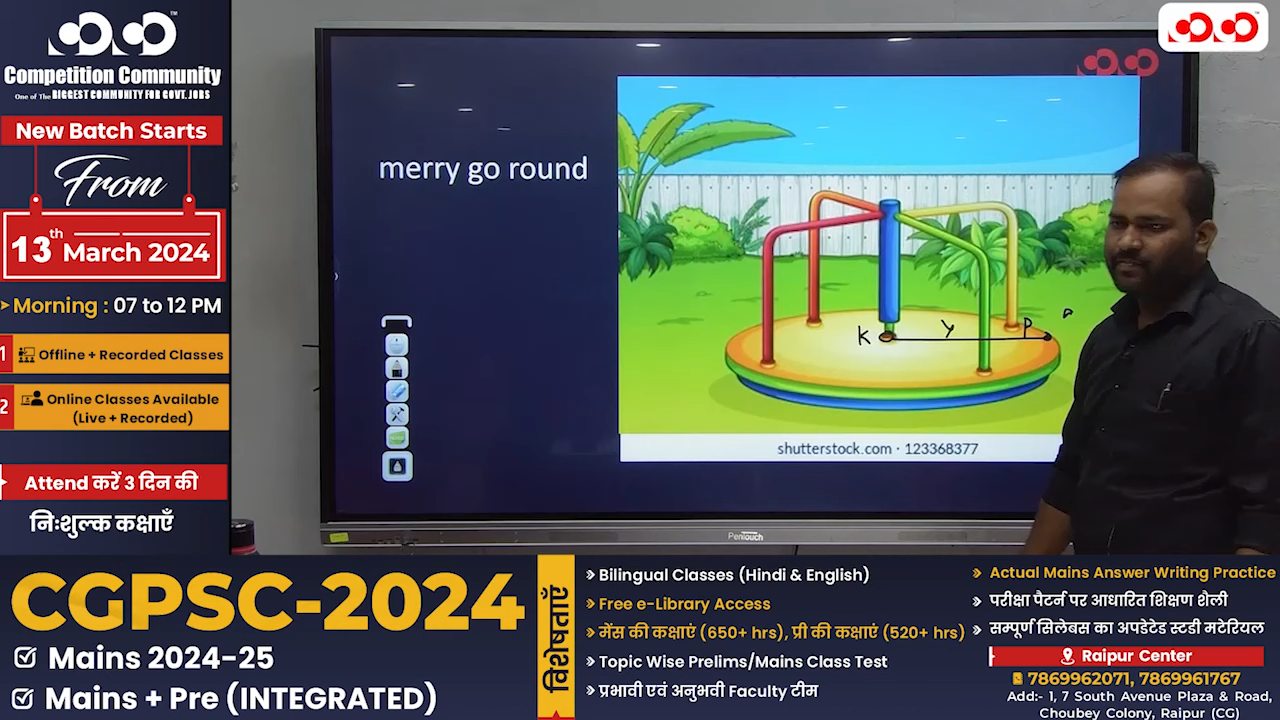 Competition Community
One of The BIGGEST COMMUNITY FOR GOVT. JOBS
New Batch Starts
From
13th March 2024
Morning : 07 to 12 PM
1 Offline + Recorded Classes
2 Online Classes Available
(Live + Recorded)
Attend करें 3 दिन की
निःशुल्क कक्षाएँ
merry go round
K
P
shutterstock.com · 123368377
Pentouch
CGPSC-2024
Mains 2024-25
Mains + Pre (INTEGRATED)
विशेषताएँ
Bilingual Classes (Hindi & English)
Free e-Library Access
मेंस की कक्षाएं (650+ hrs), प्री की कक्षाएं (520+ hrs)
Topic Wise Prelims/Mains Class Test
प्रभावी एवं अनुभवी Faculty टीम
Actual Mains Answer Writing Practice
परीक्षा पैटर्न पर आधारित शिक्षण शैली
सम्पूर्ण सिलेबस का अपडेटेड स्टडी मटेरियल
Raipur Center
7869962071, 7869961767
Add:- 1, 7 South Avenue Plaza & Road,
Choubey Colony, Raipur (CG)